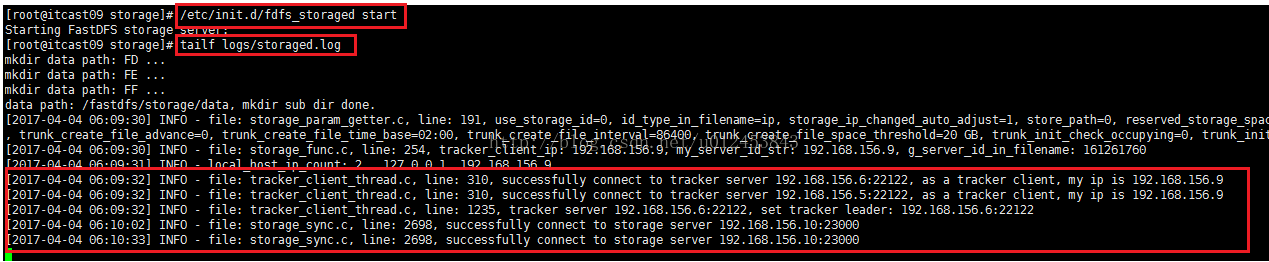 [root@itcast09 storage]# /etc/init.d/fdfs_storaged start
Starting FastDFS storage server:
[root@itcast09 storage]# tailf logs/storaged.log
mkdir data path: FD ...
mkdir data path: FE ...
mkdir data path: FF ...
data path: /fastdfs/storage/data, mkdir sub dir done.
[2017-04-04 06:09:30] INFO - file: storage_param_getter.c, line: 191, use_storage_id=0, id_type_in_filename=ip, storage_ip_changed_auto_adjust=1, store_path=0, reserved_storage_spac
, trunk_create_file_advance=0, trunk_create_file_time_base=02:00, trunk_create_file_interval=86400, trunk_create_file_space_threshold=20 GB, trunk_init_check_occupying=0, trunk_init
[2017-04-04 06:09:30] INFO - file: storage_func.c, line: 254, tracker_client_ip: 192.168.156.9, my_server_id_str: 192.168.156.9, g_server_id_in_filename: 161261760
[2017-04-04 06:09:31] INFO - local_host_ip_count: 2, 127.0.0.1, 192.168.156.9
[2017-04-04 06:09:32] INFO - file: tracker_client_thread.c, line: 310, successfully connect to tracker server 192.168.156.6:22122, as a tracker client, my ip is 192.168.156.9
[2017-04-04 06:09:32] INFO - file: tracker_client_thread.c, line: 310, successfully connect to tracker server 192.168.156.5:22122, as a tracker client, my ip is 192.168.156.9
[2017-04-04 06:09:32] INFO - file: tracker_client_thread.c, line: 1235, tracker server 192.168.156.6:22122, set tracker leader: 192.168.156.6:22122
[2017-04-04 06:10:02] INFO - file: storage_sync.c, line: 2698, successfully connect to storage server 192.168.156.10:23000
[2017-04-04 06:10:33] INFO - file: storage_sync.c, line: 2698, successfully connect to storage server 192.168.156.10:23000